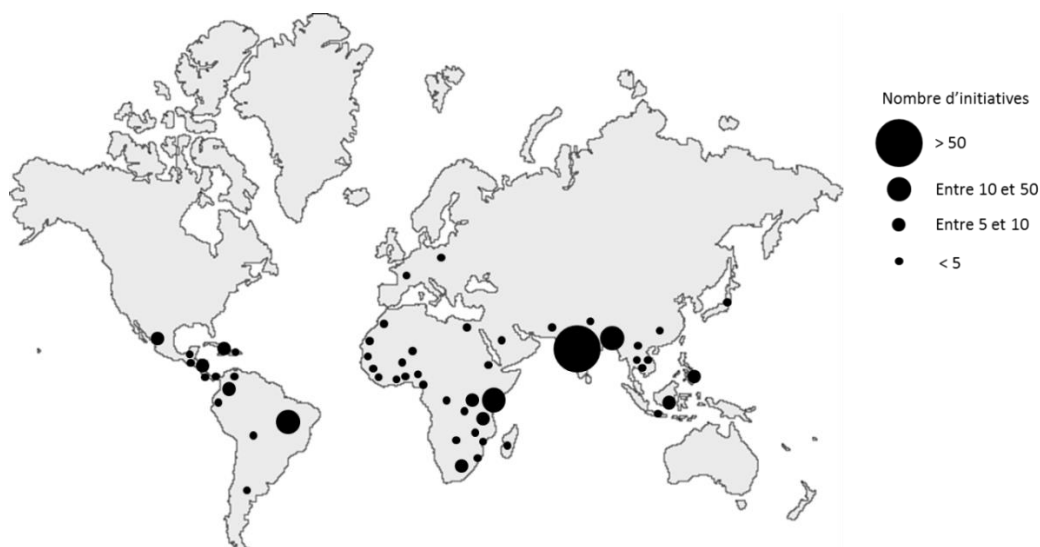 Nombre d’initiatives
> 50
Entre 10 et 50
Entre 5 et 10
< 5